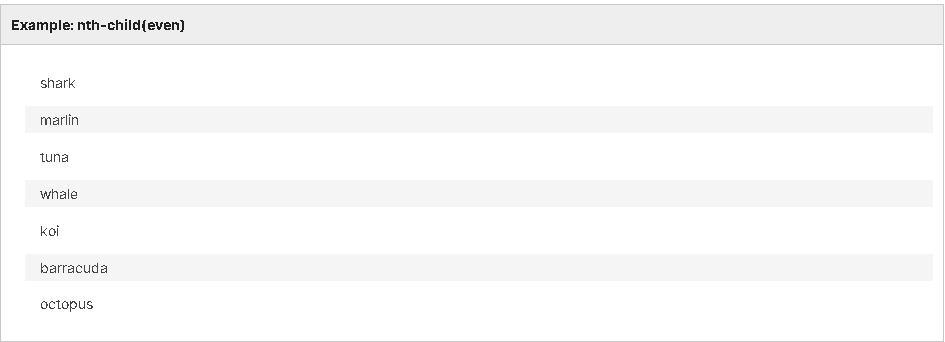 Example: nth-child(even)
shark
marlin
tuna
whale
koi
barracuda
octopus